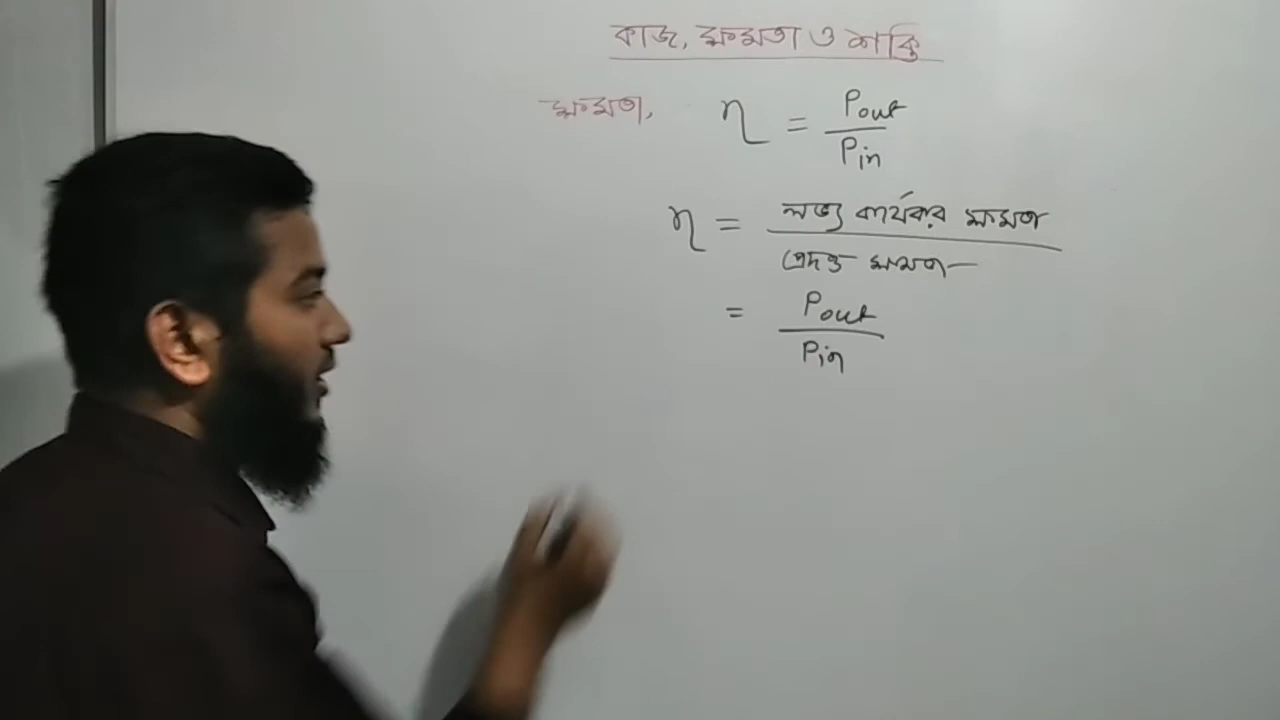 কাজ, ক্ষমতা ও শক্তি
ক্ষমতা, η = Pout / Pin
η = লভ্য কার্যকর ক্ষমতা / প্রদত্ত ক্ষমতা
= Pout / Pin